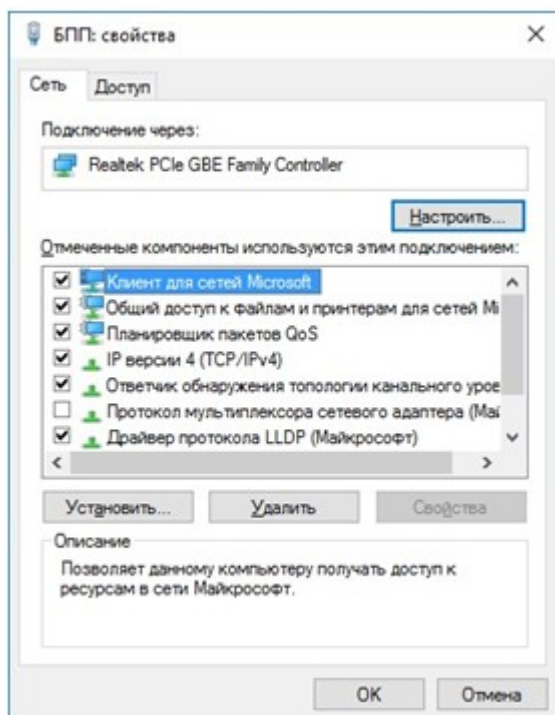 БПП: свойства
Сеть
Доступ
Подключение через:
Realtek PCIe GBE Family Controller
Настроить...
Отмеченные компоненты используются этим подключением:
Клиент для сетей Microsoft
Общий доступ к файлам и принтерам для сетей Mi
Планировщик пакетов QoS
IP версии 4 (TCP/IPv4)
Ответчик обнаружения топологии канального уров
Протокол мультиплексора сетевого адаптера (Май
Драйвер протокола LLDP (Майкрософт)
Установить...
Удалить
Свойства
Описание
Позволяет данному компьютеру получать доступ к
ресурсам в сети Майкрософт.
OK
Отмена